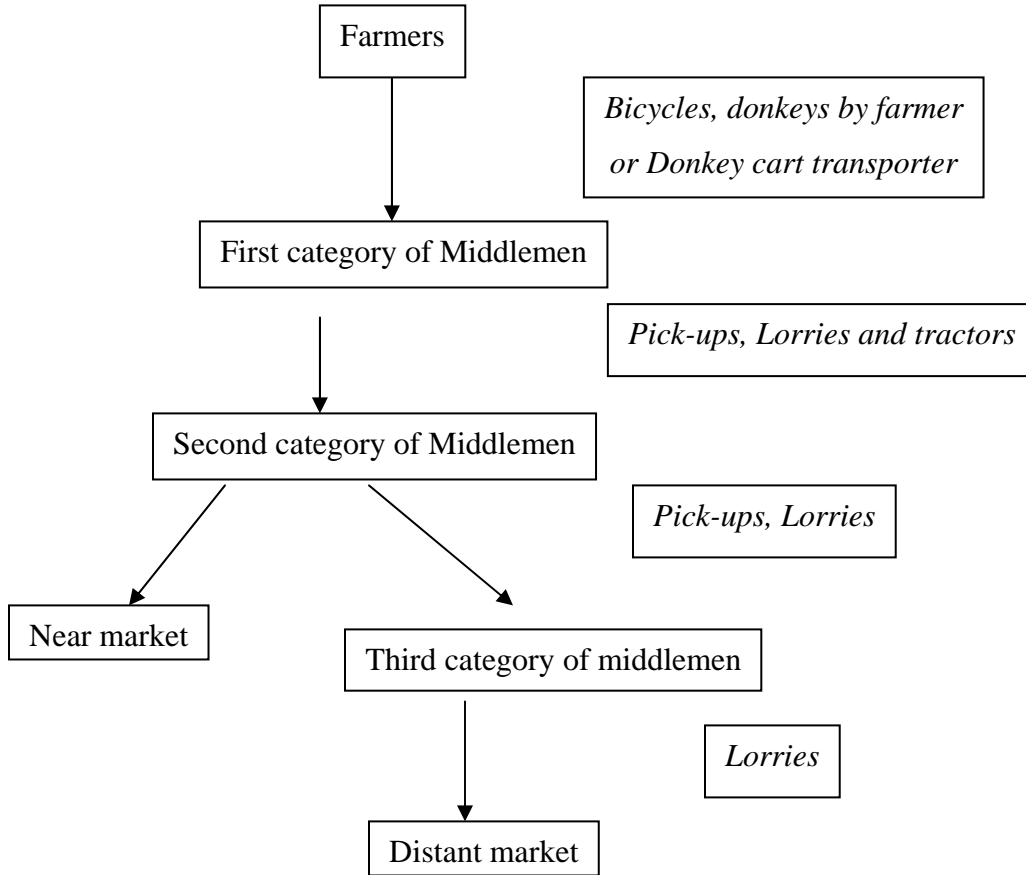 Farmers
Bicycles, donkeys by farmer
or Donkey cart transporter
First category of Middlemen
Pick-ups, Lorries and tractors
Second category of Middlemen
Pick-ups, Lorries
Near market
Third category of middlemen
Lorries
Distant market